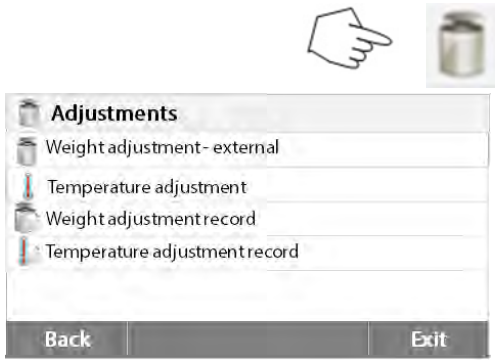 Adjustments
Weight adjustment - external
Temperature adjustment
Weight adjustment record
Temperature adjustment record
Back Exit